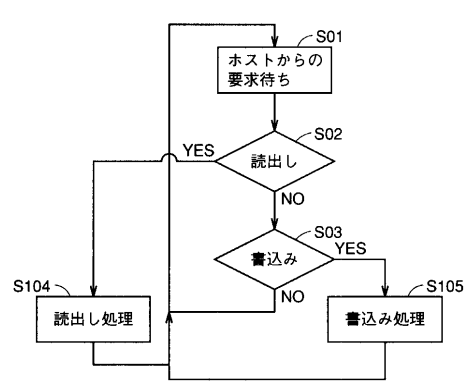 S01
ホストからの
要求待ち
S02
YES
読出し
NO
S03
YES
書込み
NO
S104
読出し処理
S105
書込み処理